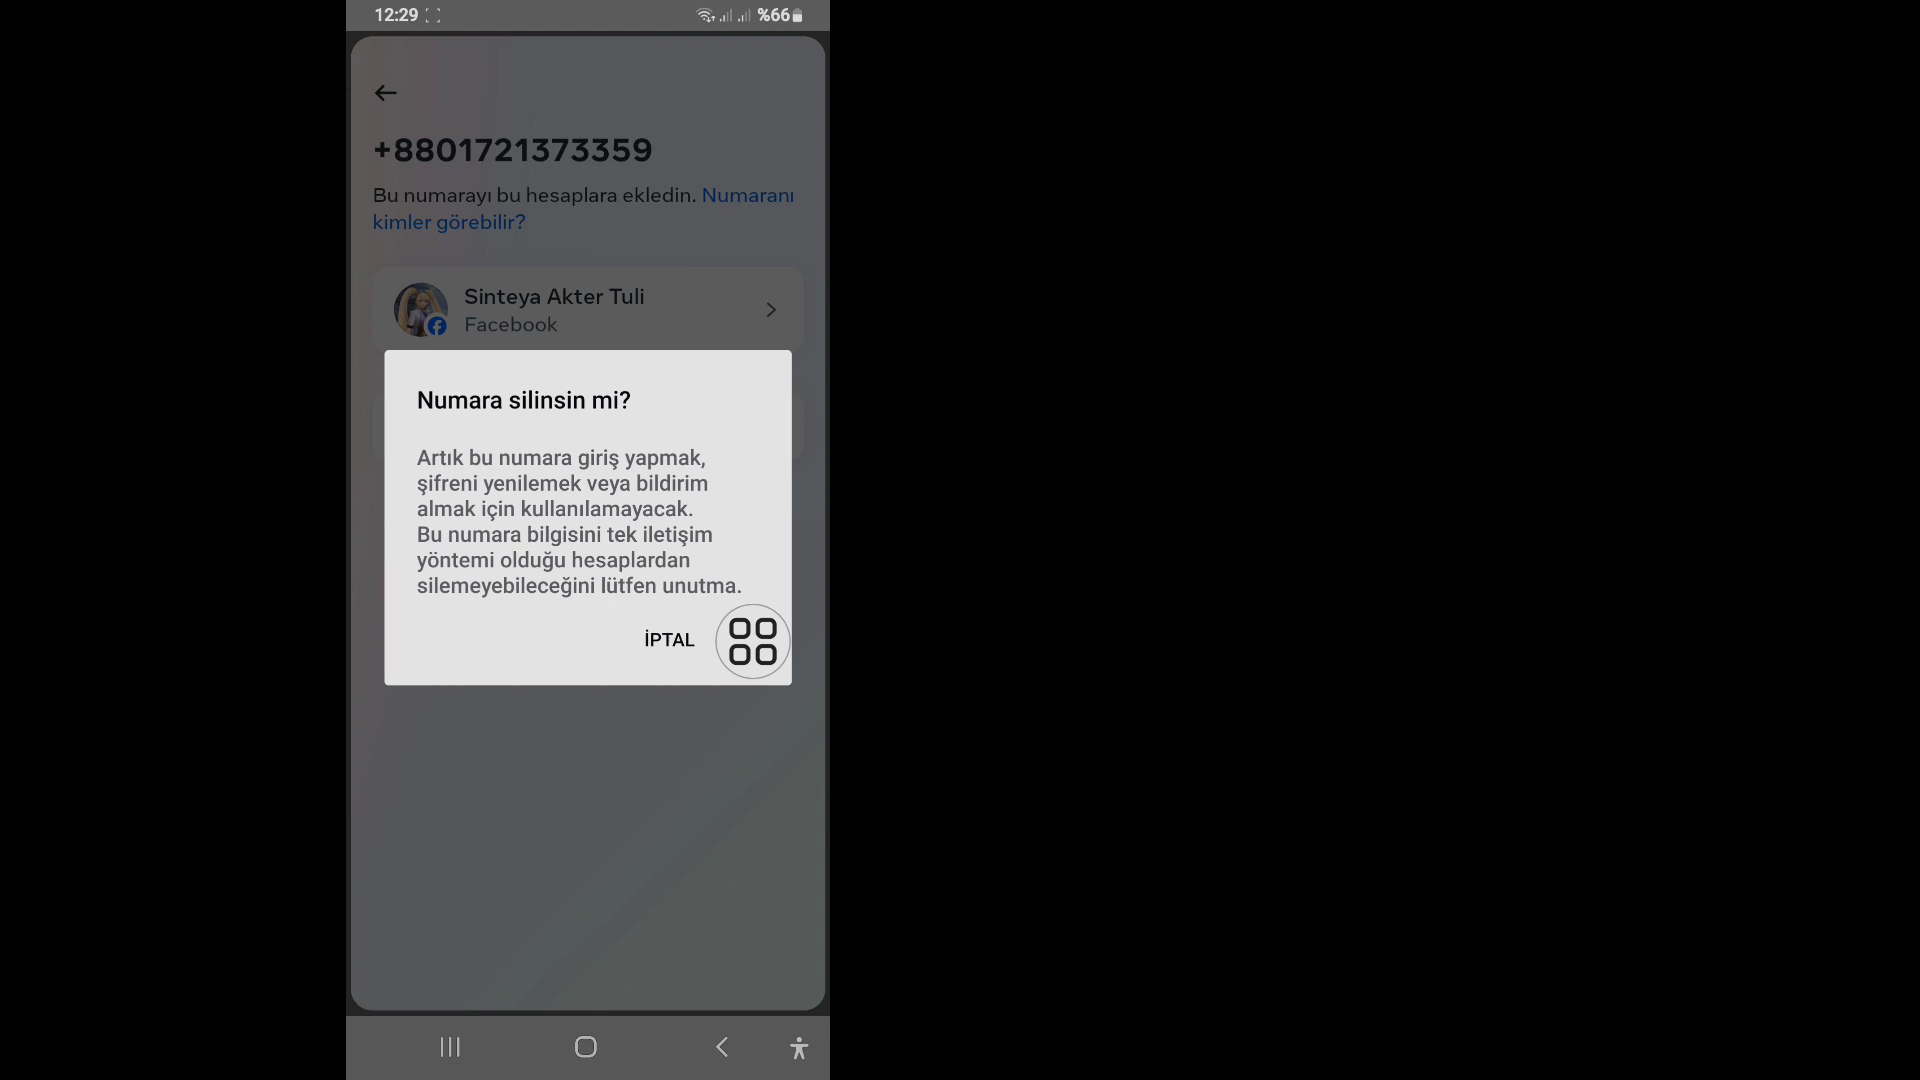 12:29
%66
+8801721373359
Bu numarayı bu hesaplara ekledin. Numaranı
kimler görebilir?
Sinteya Akter Tuli
Facebook
Numara silinsin mi?
Artık bu numara giriş yapmak,
şifreni yenilemek veya bildirim
almak için kullanılamayacak.
Bu numara bilgisini tek iletişim
yöntemi olduğu hesaplardan
silemeyebileceğini lütfen unutma.
İPTAL